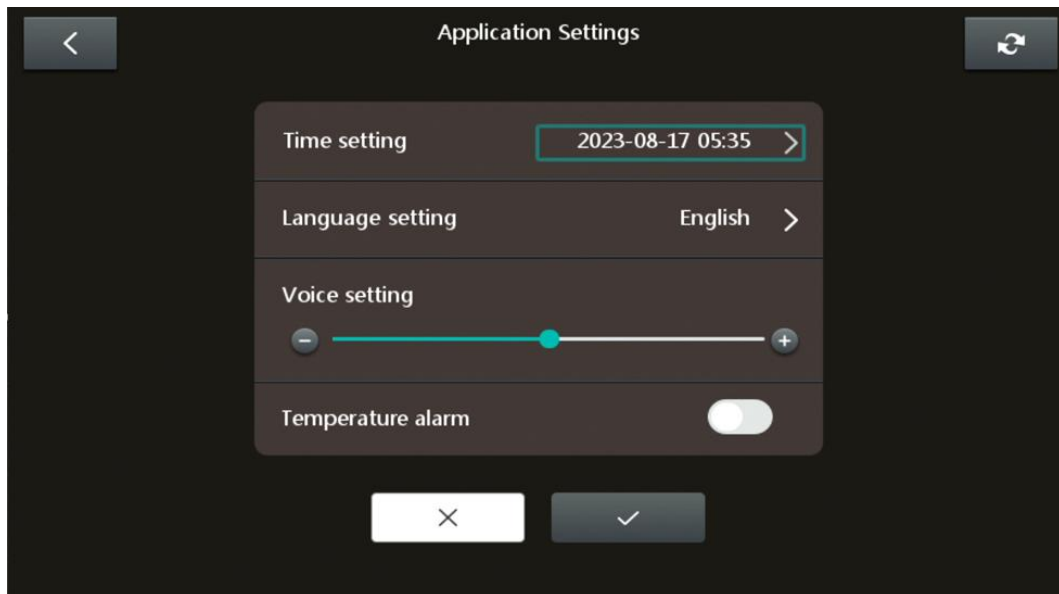 Application Settings
Time setting 2023-08-17 05:35
Language setting English
Voice setting
Temperature alarm